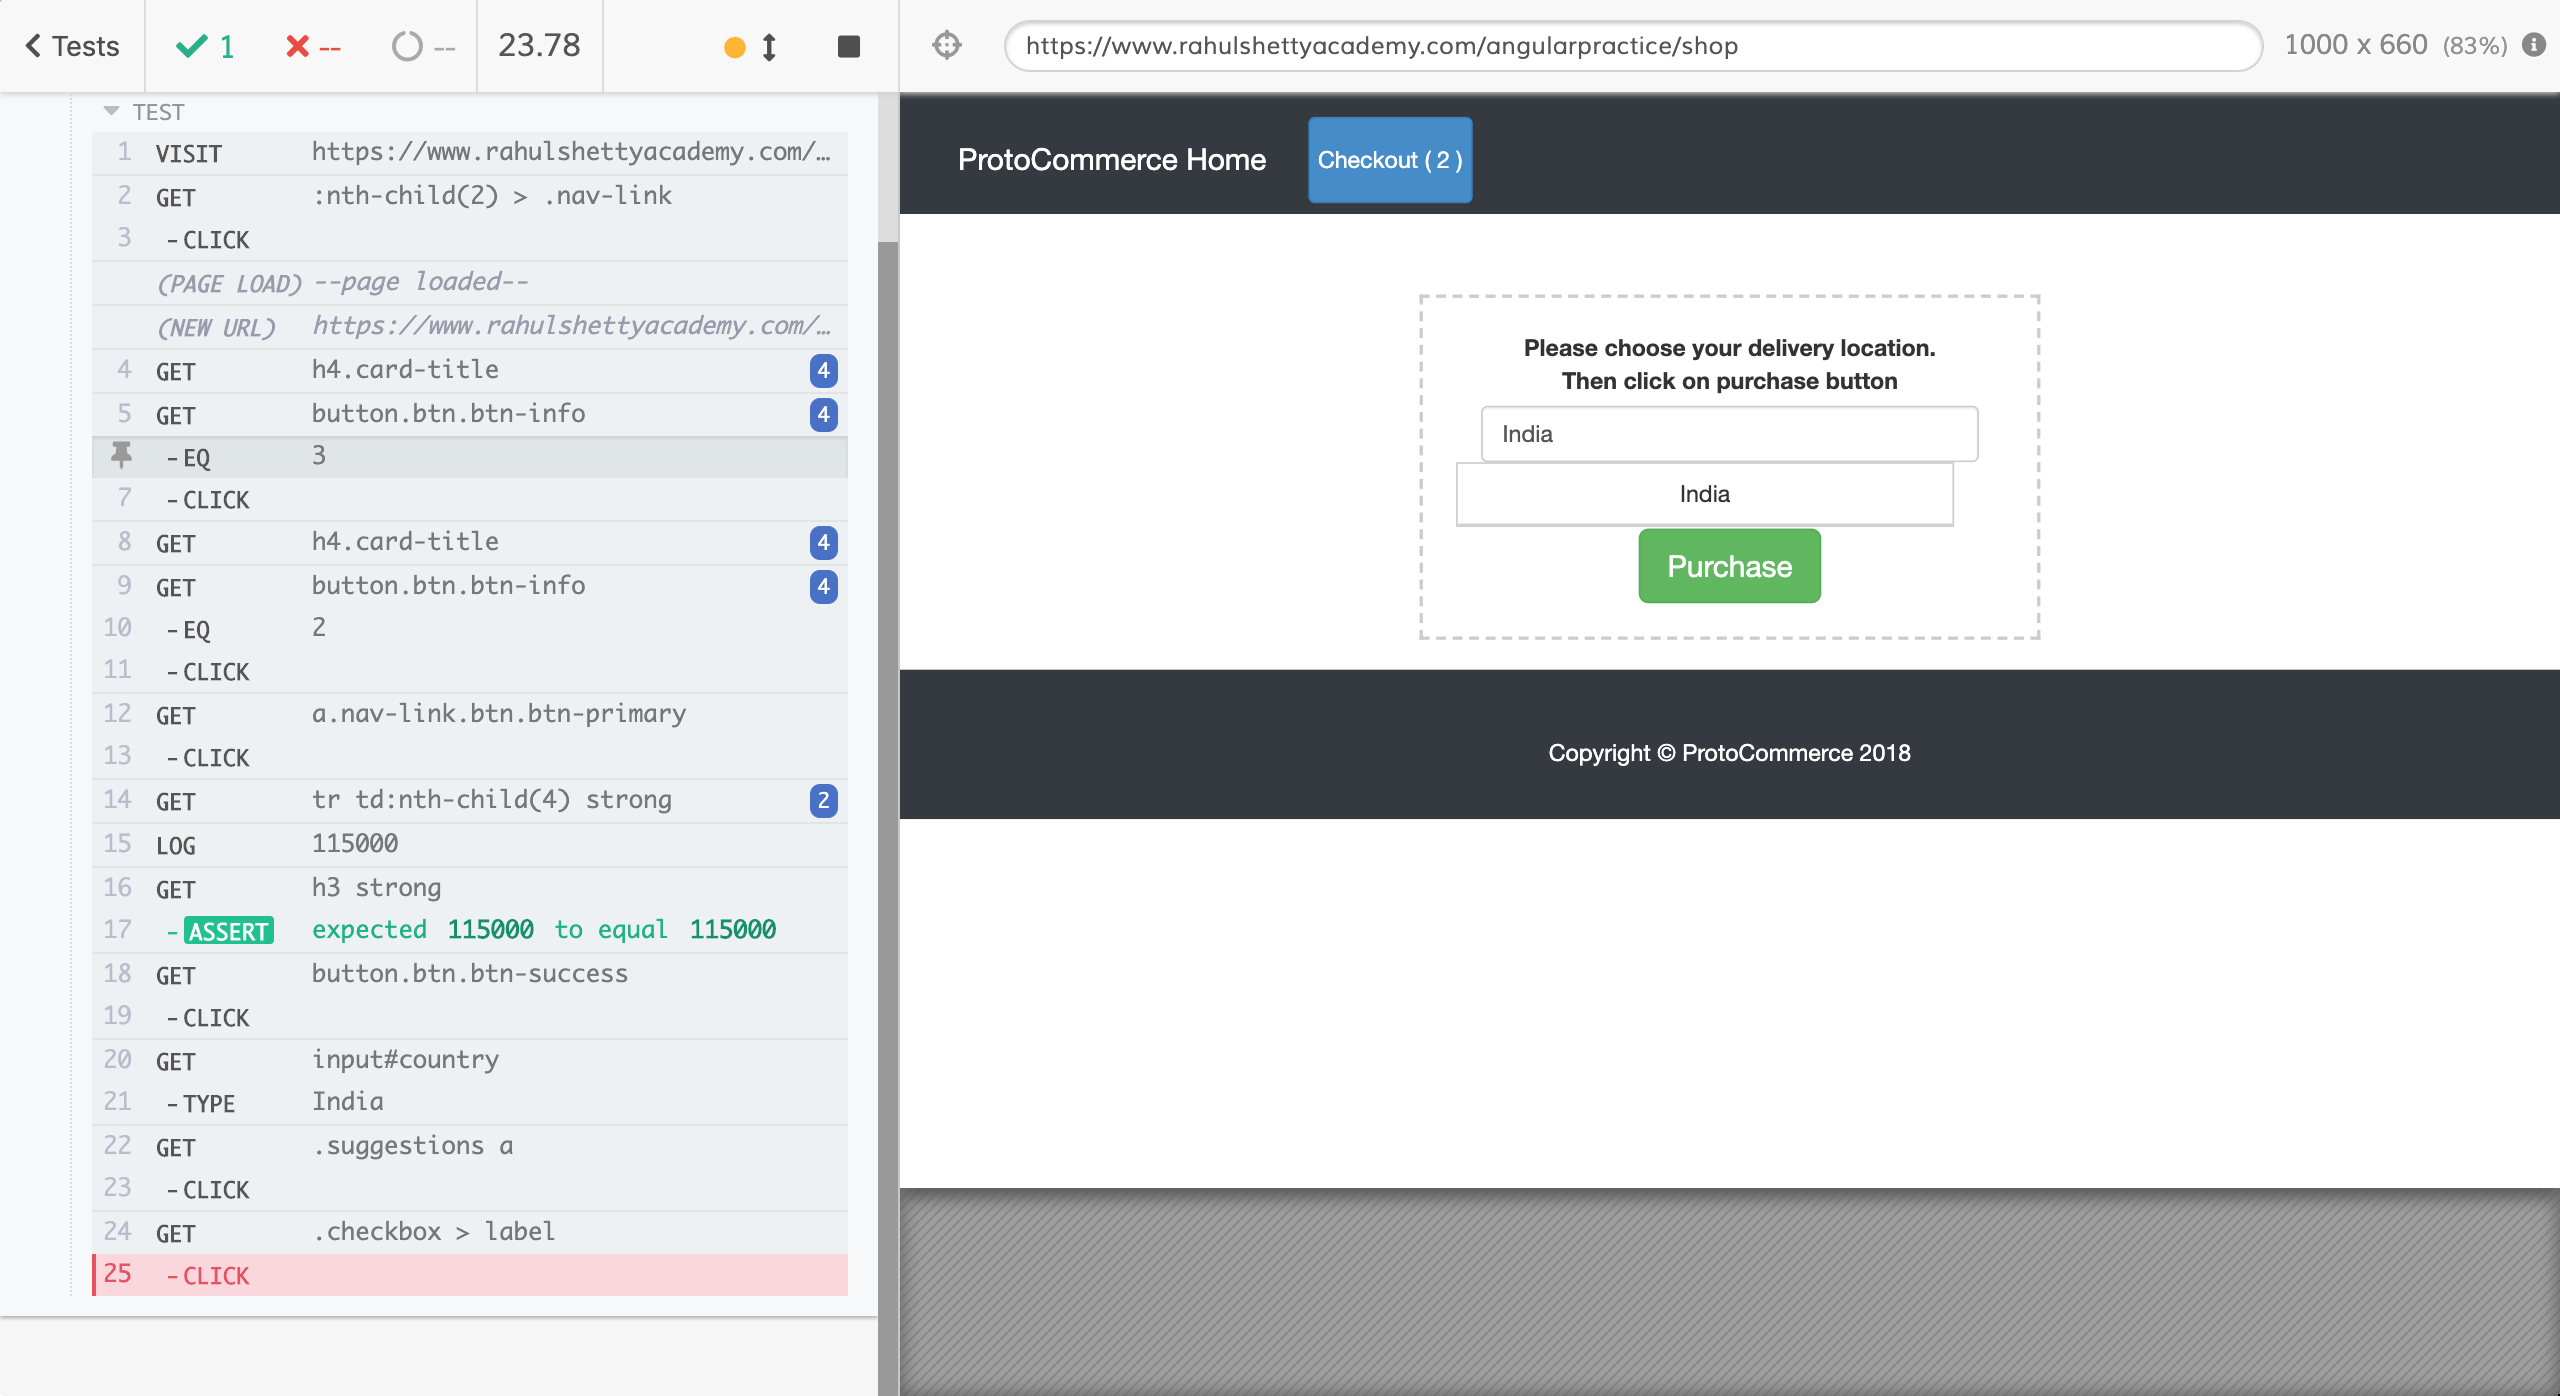 Tests 1 -- -- 23.78
https://www.rahulshettyacademy.com/angularpractice/shop 1000 x 660 (83%)
TEST
1 VISIT https://www.rahulshettyacademy.com/…
2 GET :nth-child(2) > .nav-link
3 -CLICK
(PAGE LOAD) --page loaded--
(NEW URL) https://www.rahulshettyacademy.com/…
4 GET h4.card-title 4
5 GET button.btn.btn-info 4
-EQ 3
7 -CLICK
8 GET h4.card-title 4
9 GET button.btn.btn-info 4
10 -EQ 2
11 -CLICK
12 GET a.nav-link.btn.btn-primary
13 -CLICK
14 GET tr td:nth-child(4) strong 2
15 LOG 115000
16 GET h3 strong
17 -ASSERT expected 115000 to equal 115000
18 GET button.btn.btn-success
19 -CLICK
20 GET input#country
21 -TYPE India
22 GET .suggestions a
23 -CLICK
24 GET .checkbox > label
25 -CLICK
ProtoCommerce Home Checkout ( 2 )
Please choose your delivery location.
Then click on purchase button
India
India
Purchase
Copyright © ProtoCommerce 2018